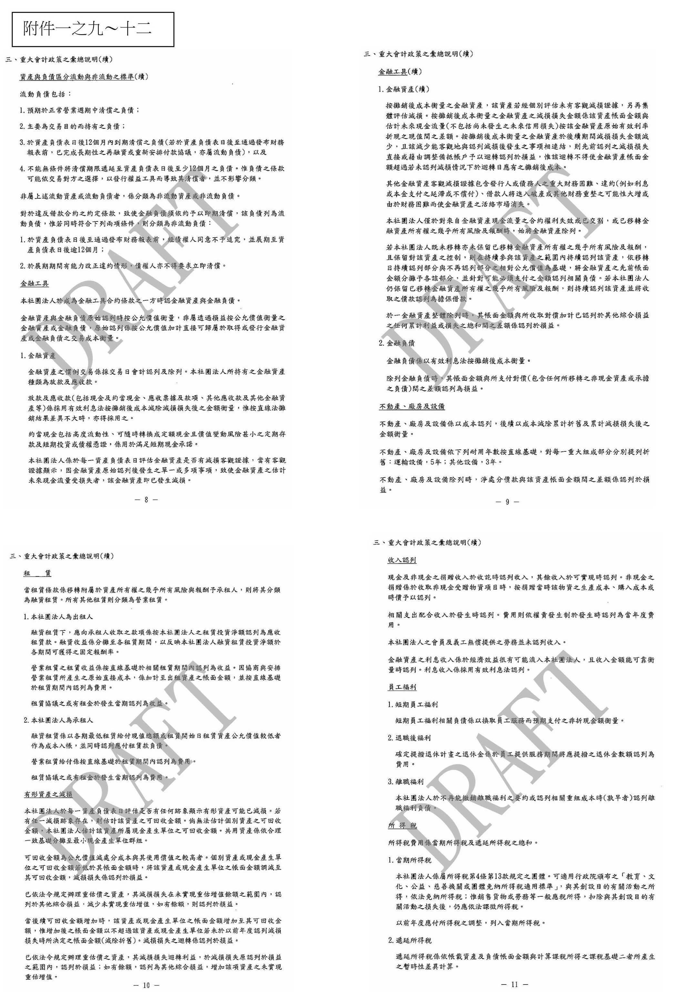 附件一之九～十二
三、重大會計政策之彙總說明(續)
資產與負債區分流動與非流動之標準(續)
流動負債包括：
1.預期於正常營業週期中清償之負債；
2.主要為交易目的而持有之負債；
3.於資產負債表日後12個月內到期清償之負債(若於資產負債表日後至通過發布財務
報表前，已完成長期性之再融資或重新安排付款協議，亦屬流動負債)，以及
4.不能無條件將清償期限遞延至資產負債表日後至少12個月之負債。惟負債之條款
可能依交易對方之選擇，以發行權益工具而導致其清償者，並不影響分類。
非屬上述流動資產或流動負債者，係分類為非流動資產或非流動負債。
對於違反借款合約之約定條款，致使金融負債須依約予以即期清償，該負債列為流
動負債，惟若同時符合下列兩項條件，則分類為非流動負債：
1.於資產負債表日後至通過發布財務報表前，經債權人同意不予追究，並展期至資
產負債表日後逾12個月；
2.於展期期間有能力改正違約情形，債權人亦不得要求立即清償。
金融工具
本社團法人於成為金融工具合約條款之一方時認金融資產與金融負債。
金融資產與金融負債原始認列時按公允價值衡量，非屬透過損益按公允價值衡量之
金融資產或金融負債，原始認列係按公允價值加計直接可歸屬於取得或發行金融資
產或金融負債之交易成本衡量。
1.金融資產
金融資產之慣例交易係採交易日會計認列及除列。本社團法人所持有之金融資產
種類為放款及應收款。
放款及應收款(包括現金及約當現金、應收票據及款項、其他應收款及其他金融資
產等)係採用有效利息法按攤銷後成本減除減損損失後之金額衡量，惟按直線法攤
銷結果差異不大時，亦得採用之。
約當現金包括高度流動性、可隨時轉換成定額現金且價值變動風險甚小之定期存
款及短期投資或債權憑證，係用於滿足短期現金承諾。
本社團法人係於每一資產負債表日評估金融資產是否有減損客觀證據，當有客觀
證據顯示，因金融資產原始認列後發生之單一或多項事項，致使金融資產之估計
未來現金流量受損失者，該金融資產即已發生減損。
— 8 —
三、重大會計政策之彙總說明(續)
金融工具(續)
1.金融資產(續)
按攤銷後成本衡量之金融資產，該資產若經個別評估未有客觀減損證據，另再集
體評估減損。按攤銷後成本衡量之金融資產之減損損失金額係該資產帳面金額與
估計未來現金流量(不包括尚未發生之未來信用損失)按該金融資產原始有效利率
折現之現值間之差額。按攤銷後成本衡量之金融資產於後續期間減損損失金額減
少，且該減少能客觀地與認列減損後發生之事項相連結，則先前認列之減損損失
直接或藉由調整備抵帳戶予以迴轉認列於損益，惟該迴轉不得使金融資產帳面金
額超過若未認列減損情況下於迴轉日應有之攤銷後成本。
其他金融資產客觀減損證據包含發行人或債務人之重大財務困難、違約(例如利息
或本金支付之延滯或不償付)、借款人將進入破產或其他財務重整之可能性大增或
由於財務困難而使金融資產之活絡市場消失。
本社團法人僅於對來自金融資產現金流量之合約權利失效或已交割，或已移轉金
融資產所有權之幾乎所有風險及報酬時，始將金融資產除列。
若本社團法人既未移轉亦未保留已移轉金融資產所有權之幾乎所有風險及報酬，
且保留對該資產之控制，則在持續參與該資產之範圍內持續認列該資產，依移轉
日持續認列部分與不再認列部分之相對公允價值為基礎，將金融資產之先前帳面
金額分攤予各該部分，並針對可能必須支付之金額認列相關負債。若本社團法人
仍保留已移轉金融資產所有權之幾乎所有風險及報酬，則持續認列該資產並將收
取之價款認列為擔保借款。
於一金融資產整體除列時，其帳面金額與所收取對價加計已認列於其他綜合損益
之任何累計利益或損失之總和間之差額係認列於損益。
2.金融負債
金融負債係以有效利息法按攤銷後成本衡量。
除列金融負債時，其帳面金額與所支付對價(包含任何所移轉之非現金資產或承擔
之負債)間之差額認列為損益。
不動產、廠房及設備
不動產、廠房及設備係以成本認列，後續以成本減除累計折舊及累計減損損失後之
金額衡量。
不動產、廠房及設備依下列耐用年數按直線基礎，對每一重大組成部分分別提列折
舊：運輸設備，5年；其他設備，3年。
不動產、廠房及設備除列時，淨處分價款與該資產帳面金額間之差額係認列於損
益。
— 9 —
三、重大會計政策之彙總說明(續)
租 賃
當租賃條款係移轉附屬於資產所有權之幾乎所有風險與報酬予承租人，則將其分類
為融資租賃。所有其他租賃則分類為營業租賃。
1.本社團法人為出租人
融資租賃下，應向承租人收取之款項係按本社團法人之租賃投資淨額認列為應收
租賃款。融資收益係分攤至各租賃期間，以反映本社團法人融資租賃投資淨額於
各期間可獲得之固定報酬率。
營業租賃之租賃收益係按直線基礎於相關租賃期間內認列為收益。因協商與安排
營業租賃所產生之原始直接成本，係加計至出租資產之帳面金額，並按直線基礎
於租賃期間內認列為費用。
租賃協議之或有租金於發生當期認列為收益。
2.本社團法人為承租人
融資租賃係以各期最低租賃給付現值總額或租賃開始日租賃資產公允價值較低者
作為成本入帳，並同時認列應付租賃款負債。
營業租賃給付係按直線基礎於租賃期間內認列為費用。
租賃協議之或有租金於發生當期認列為費用。
有形資產之減損
本社團法人於每一資產負債表日評估是否有任何跡象顯示有形資產可能已減損。若
有任一減損跡象存在，則估計該資產之可回收金額。倘無法估計個別資產之可回收
金額，本社團法人估計該資產所屬現金產生單位之可回收金額。共用資產係依合理
一致基礎分攤至最小現金產生單位群組。
可回收金額為公允價值減處分成本與其使用價值之較高者。個別資產或現金產生單
位之可回收金額若低於其帳面金額時，將該資產或現金產生單位之帳面金額調減至
其可回收金額，減損損失係認列於損益。
已依法令規定辦理重估價之資產，其減損損失在未實現重估增值餘額之範圍內，認
列於其他綜合損益，減少未實現重估增值，如有餘額，則認列於損益。
當後續可回收金額增加時，該資產或現金產生單位之帳面金額增加至其可回收金
額，惟增加後之帳面金額以不超過該資產或現金產生單位若未於以前年度認列減損
損失時所決定之帳面金額(減除折舊)。減損損失之迴轉係認列於損益。
已依法令規定辦理重估價之資產，其減損損失迴轉利益，於減損損失原認列於損益
之範圍內，認列於損益；如有餘額，認列為其他綜合損益，增加該項資產之未實現
重估增值。
— 10 —
三、重大會計政策之彙總說明(續)
收入認列
現金及非現金之捐贈收入於收訖時認列收入，其餘收入於可實現時認列。非現金之
捐贈係於收取非現金受贈物資項目時，按捐贈當時該物資之生產成本、購入成本或
時價予以認列。
相關支出配合收入於發生時認列。費用則依權責發生制於發生時認列為當年度費
用。
本社團法人之會員及義工無償提供之勞務並未認列收入。
金融資產之利息收入係於經濟效益很有可能流入本社團法人，且收入金額能可靠衡
量時認列。利息收入係採用有效利息法認列。
員工福利
1.短期員工福利
短期員工福利相關負債係以換取員工服務而預期支付之非折現金額衡量。
2.退職後福利
確定提撥退休計畫之退休金係於員工提供服務期間將應提撥之退休金數額認列為
費用。
3.離職福利
本社團法人於不再能撤銷離職福利之要約或認列相關重組成本時(孰早者)認列離
職福利負債。
所 得 稅
所得稅費用係當期所得稅及遞延所得稅之總和。
1.當期所得稅
本社團法人係屬所得稅第4條第13款規定之團體。可適用行政院頒布之「教育、文
化、公益、慈善機關或團體免納所得稅適用標準」，與其創設目的有關活動之所
得，依法免納所得稅；惟銷售貨物或勞務等一般應稅所得，扣除與其創設目的有
關活動之損失後，仍應依法課徵所得稅。
以前年度應付所得稅之調整，列入當期所得稅。
2.遞延所得稅
遞延所得稅係依帳載資產及負債帳面金額與計算課稅所得之課稅基礎二者所產生
之暫時性差異計算。
— 11 —
DRAFT
DRAFT
DRAFT
DRAFT